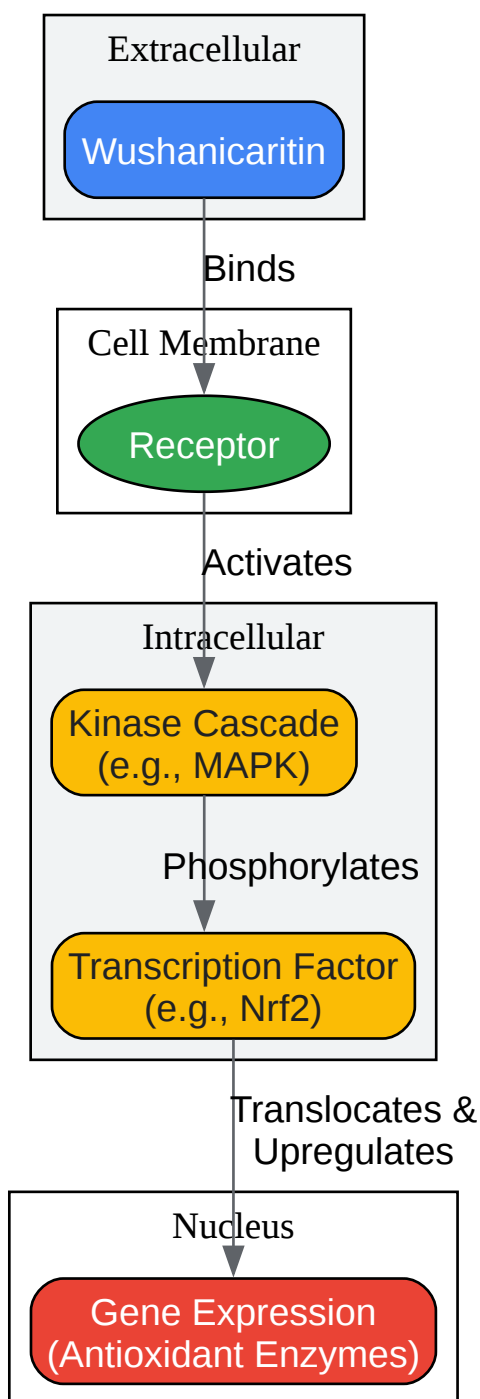 Extracellular
Wushanicaritin
Binds
Cell Membrane
Receptor
Activates
Intracellular
Kinase Cascade
(e.g., MAPK)
Phosphorylates
Transcription Factor
(e.g., Nrf2)
Translocates &
Upregulates
Nucleus
Gene Expression
(Antioxidant Enzymes)